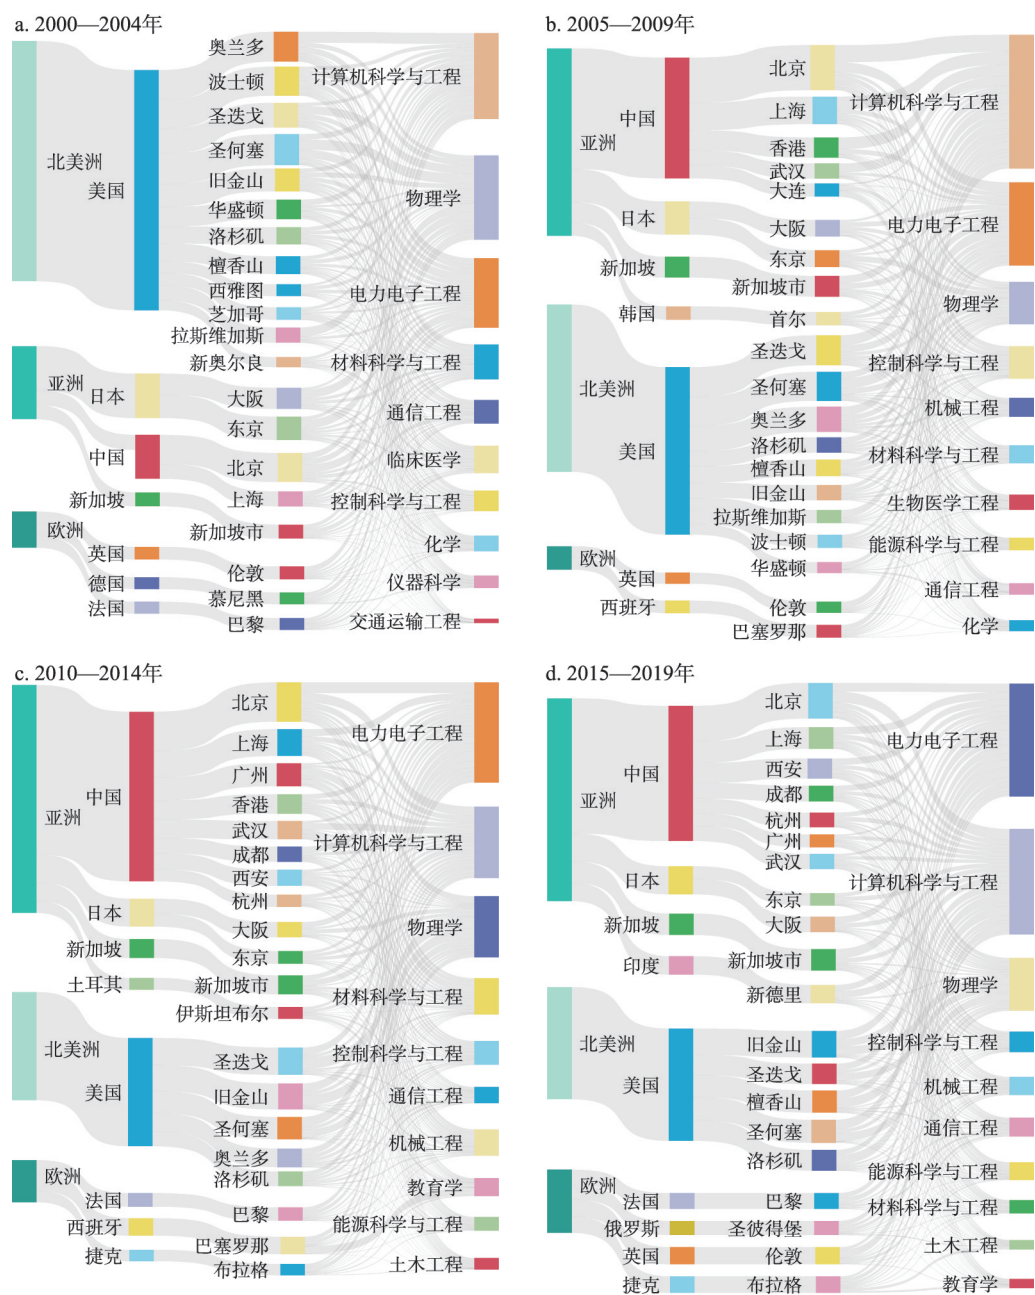 a. 2000—2004年
北美洲
亚洲
欧洲
美国
日本
中国
新加坡
英国
德国
法国
奥兰多
波士顿
圣迭戈
圣何塞
旧金山
华盛顿
洛杉矶
檀香山
西雅图
芝加哥
拉斯维加斯
新奥尔良
大阪
东京
北京
上海
新加坡市
伦敦
慕尼黑
巴黎
计算机科学与工程
物理学
电力电子工程
材料科学与工程
通信工程
临床医学
控制科学与工程
化学
仪器科学
交通运输工程
b. 2005—2009年
亚洲
北美洲
欧洲
中国
日本
新加坡
韩国
美国
英国
西班牙
北京
上海
香港
武汉
大连
大阪
东京
新加坡市
首尔
圣迭戈
圣何塞
奥兰多
洛杉矶
檀香山
旧金山
拉斯维加斯
波士顿
华盛顿
伦敦
巴塞罗那
计算机科学与工程
电力电子工程
物理学
控制科学与工程
机械工程
材料科学与工程
生物医学工程
能源科学与工程
通信工程
化学
c. 2010—2014年
亚洲
北美洲
欧洲
中国
日本
新加坡
土耳其
美国
法国
西班牙
捷克
北京
上海
广州
香港
武汉
成都
西安
杭州
大阪
东京
新加坡市
伊斯坦布尔
圣迭戈
旧金山
圣何塞
奥兰多
洛杉矶
巴黎
巴塞罗那
布拉格
电力电子工程
计算机科学与工程
物理学
材料科学与工程
控制科学与工程
通信工程
机械工程
教育学
能源科学与工程
土木工程
d. 2015—2019年
亚洲
北美洲
欧洲
中国
日本
新加坡
印度
美国
法国
俄罗斯
英国
捷克
北京
上海
西安
成都
杭州
广州
武汉
东京
大阪
新加坡市
新德里
旧金山
圣迭戈
檀香山
圣何塞
洛杉矶
巴黎
圣彼得堡
伦敦
布拉格
电力电子工程
计算机科学与工程
物理学
控制科学与工程
机械工程
通信工程
能源科学与工程
材料科学与工程
土木工程
教育学